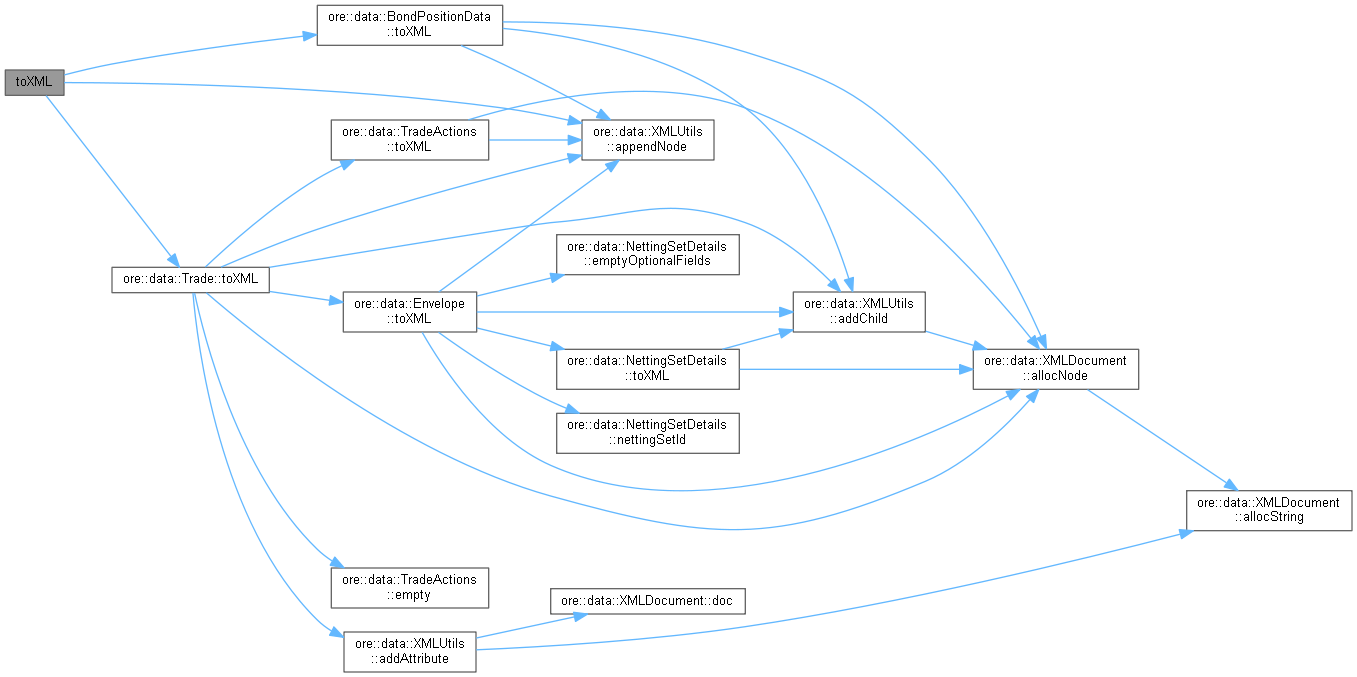 ore::data::BondPositionData
::toXML
toXML
ore::data::TradeActions
::toXML
ore::data::XMLUtils
::appendNode
ore::data::NettingSetDetails
::emptyOptionalFields
ore::data::Trade::toXML
ore::data::Envelope
::toXML
ore::data::XMLUtils
::addChild
ore::data::NettingSetDetails
::toXML
ore::data::XMLDocument
::allocNode
ore::data::NettingSetDetails
::nettingSetId
ore::data::XMLDocument
::allocString
ore::data::TradeActions
::empty
ore::data::XMLDocument::doc
ore::data::XMLUtils
::addAttribute